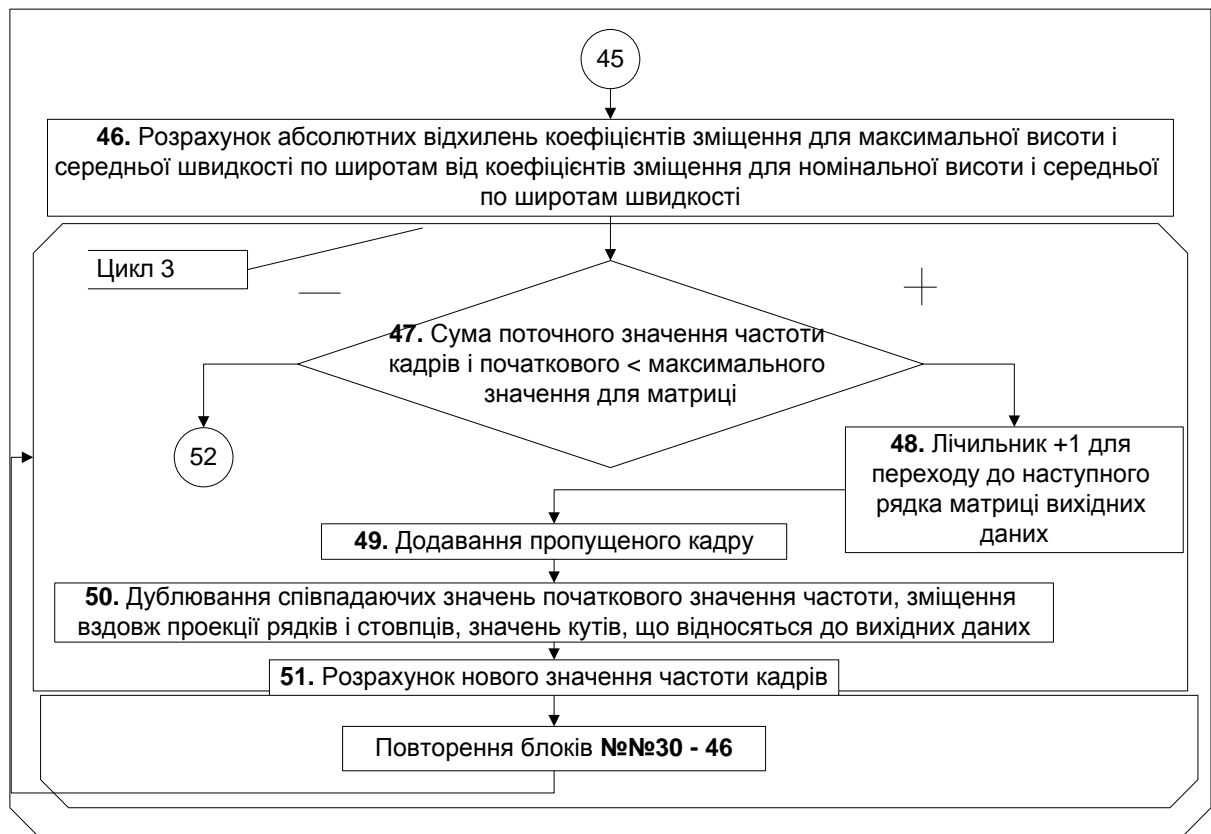 45
46. Розрахунок абсолютних відхилень коефіцієнтів зміщення для максимальної висоти і
середньої швидкості по широтам від коефіцієнтів зміщення для номінальної висоти і середньої
по широтам швидкості
Цикл 3
—
+
47. Сума поточного значення частоти
кадрів і початкового < максимального
значення для матриці
52
48. Лічильник +1 для
переходу до наступного
рядка матриці вихідних
даних
49. Додавання пропущеного кадру
50. Дублювання співпадаючих значень початкового значення частоти, зміщення
вздовж проекції рядків і стовпців, значень кутів, що відносяться до вихідних даних
51. Розрахунок нового значення частоти кадрів
Повторення блоків №№30 - 46